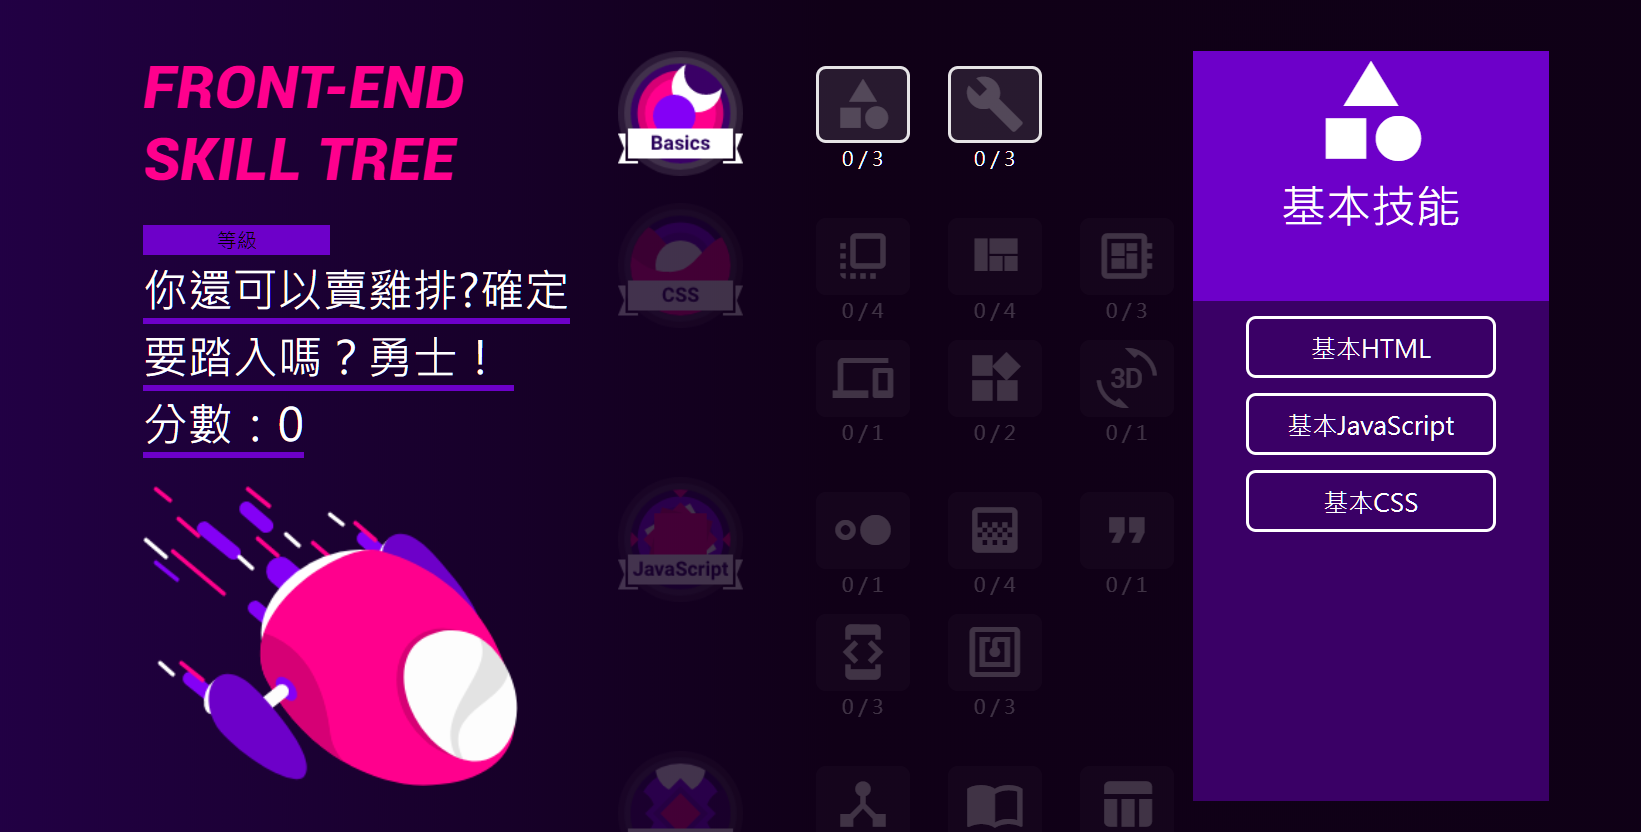 FRONT-END
SKILL TREE
等級
你還可以賣雞排?確定
要踏入嗎？勇士！
分數：0
Basics
0 / 3
0 / 3
CSS
0 / 4
0 / 4
0 / 3
0 / 1
0 / 2
3D
0 / 1
JavaScript
0 / 1
0 / 4
0 / 1
0 / 3
0 / 3
基本技能
基本HTML
基本JavaScript
基本CSS